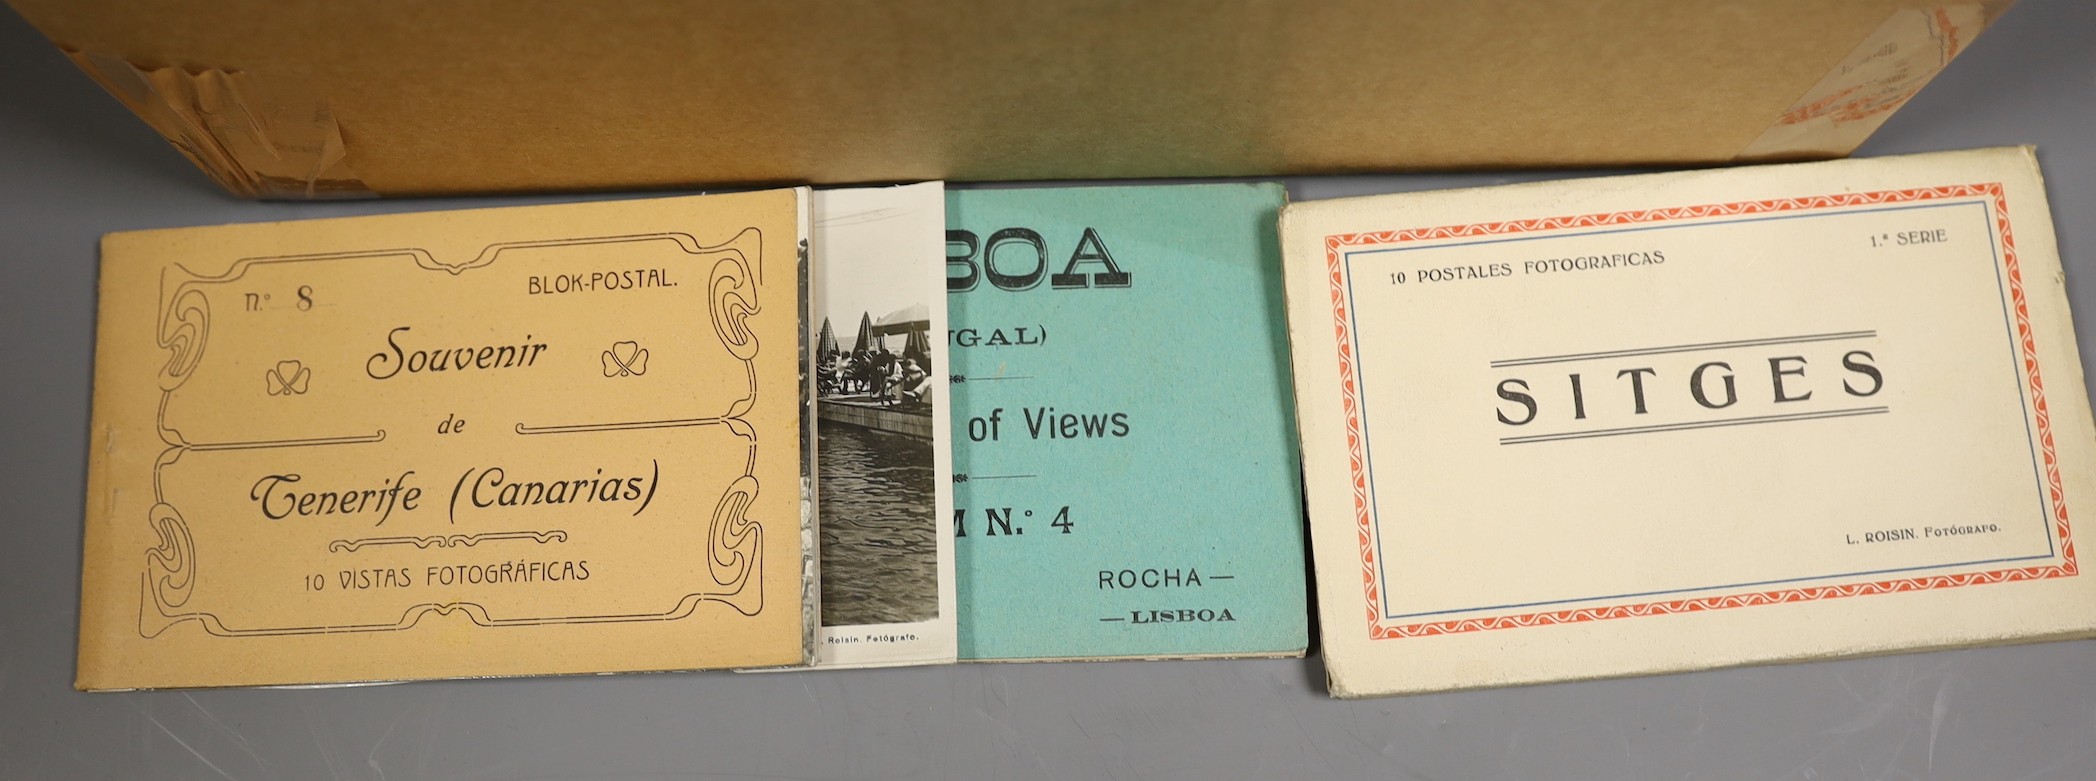 N.º 8
BLOK-POSTAL.
Souvenir
de
Tenerife (Canarias)
10 VISTAS FOTOGRÁFICAS
. Roisin. Fotógrafo.
BOA
UGAL)
of Views
M N.º 4
ROCHA —
— LISBOA
10 POSTALES FOTOGRAFICAS
1.ª SERIE
SITGES
L. ROISIN. FOTÓGRAFO.